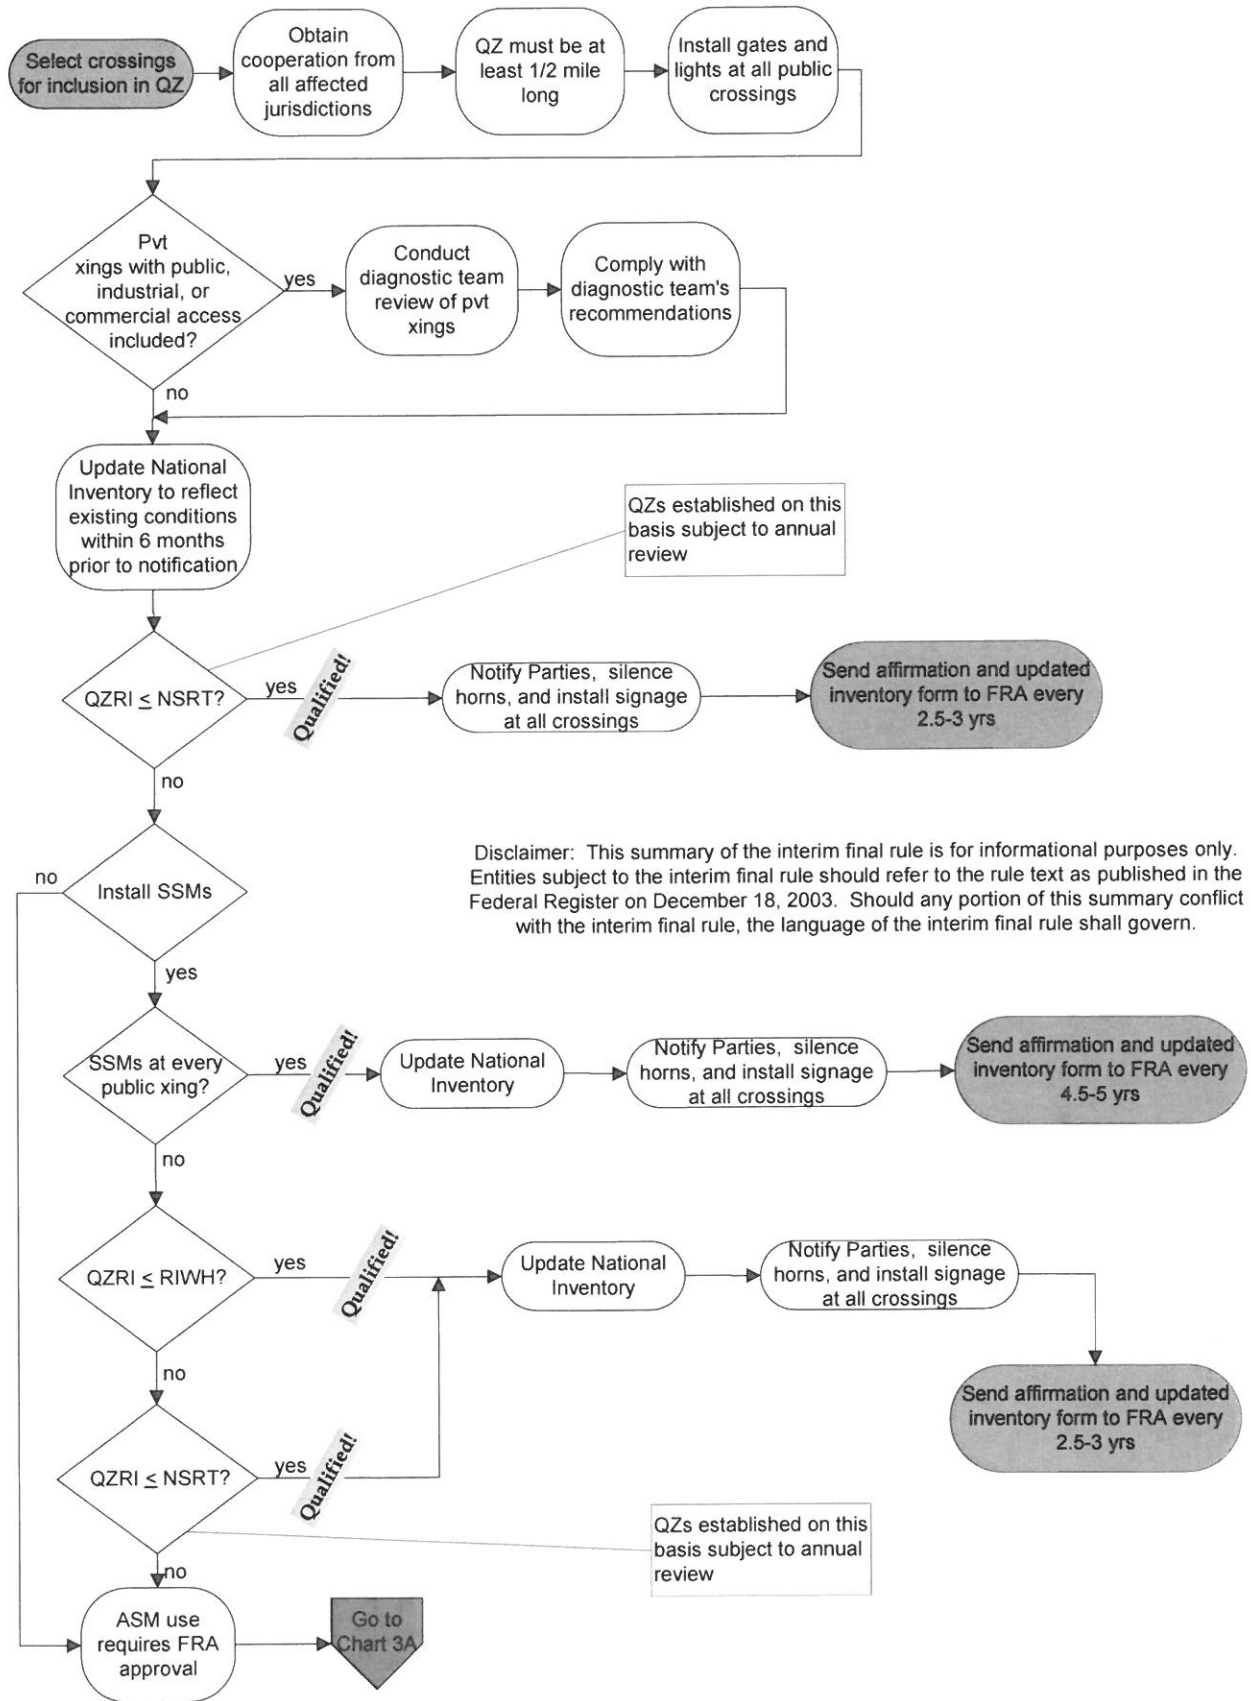 Select crossings
for inclusion in QZ
Obtain
cooperation from
all affected
jurisdictions
QZ must be at
least 1/2 mile
long
Install gates and
lights at all public
crossings
Pvt
xings with public,
industrial, or
commercial access
included?
yes
Conduct
diagnostic team
review of pvt
xings
Comply with
diagnostic team's
recommendations
no
Update National
Inventory to reflect
existing conditions
within 6 months
prior to notification
QZs established on this
basis subject to annual
review
QZRI ≤ NSRT?
yes
Qualified!
Notify Parties, silence
horns, and install signage
at all crossings
Send affirmation and updated
inventory form to FRA every
2.5-3 yrs
no
Install SSMs
no
Disclaimer: This summary of the interim final rule is for informational purposes only.
Entities subject to the interim final rule should refer to the rule text as published in the
Federal Register on December 18, 2003. Should any portion of this summary conflict
with the interim final rule, the language of the interim final rule shall govern.
yes
SSMs at every
public xing?
yes
Qualified!
Update National
Inventory
Notify Parties, silence
horns, and install signage
at all crossings
Send affirmation and updated
inventory form to FRA every
4.5-5 yrs
no
QZRI ≤ RIWH?
yes
Qualified!
Update National
Inventory
Notify Parties, silence
horns, and install signage
at all crossings
Send affirmation and updated
inventory form to FRA every
2.5-3 yrs
no
QZRI ≤ NSRT?
yes
Qualified!
QZs established on this
basis subject to annual
review
no
ASM use
requires FRA
approval
Go to
Chart 3A